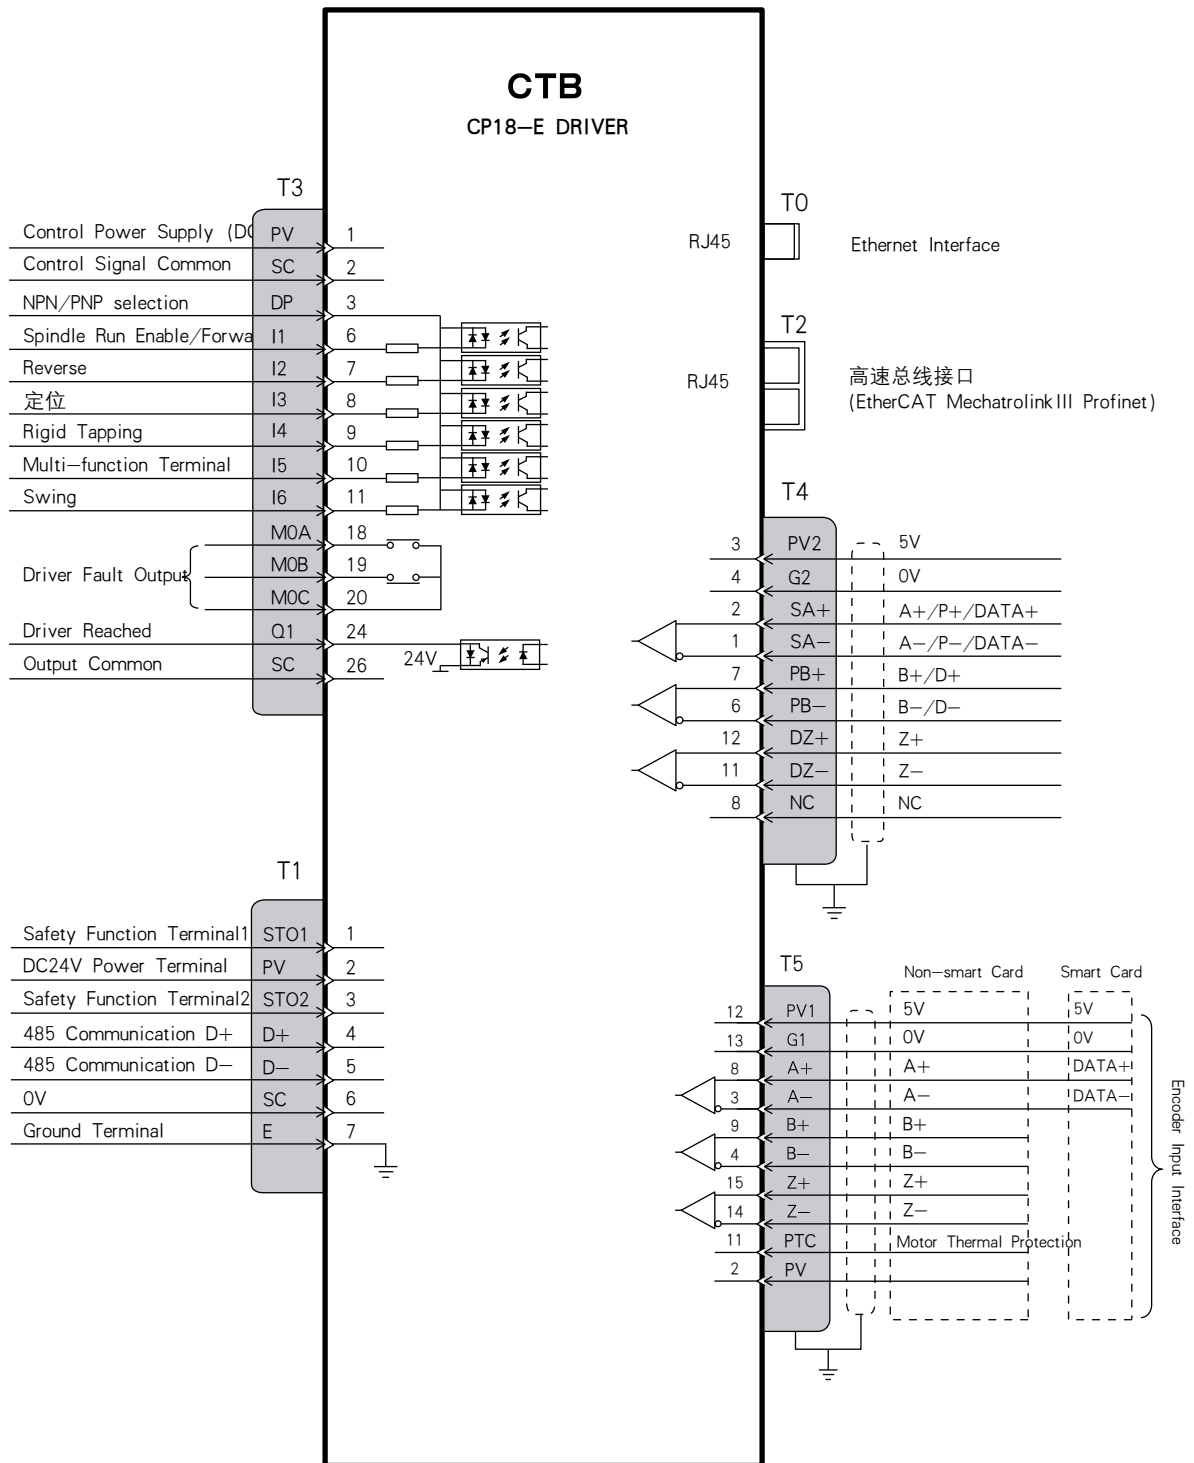 CTB
CP18-E DRIVER
T3
Control Power Supply (DC PV 1
Control Signal Common SC 2
NPN/PNP selection DP 3
Spindle Run Enable/Forwa I1 6
Reverse I2 7
定位 I3 8
Rigid Tapping I4 9
Multi-function Terminal I5 10
Swing I6 11
M0A 18
Driver Fault Output M0B 19
M0C 20
Driver Reached Q1 24
Output Common SC 26
24V
T1
Safety Function Terminal1 STO1 1
DC24V Power Terminal PV 2
Safety Function Terminal2 STO2 3
485 Communication D+ D+ 4
485 Communication D- D- 5
0V SC 6
Ground Terminal E 7
T0
RJ45 Ethernet Interface
T2
RJ45 高速总线接口
(EtherCAT MechatrolinkIII Profinet)
T4
3 PV2 5V
4 G2 0V
2 SA+ A+/P+/DATA+
1 SA- A-/P-/DATA-
7 PB+ B+/D+
6 PB- B-/D-
12 DZ+ Z+
11 DZ- Z-
8 NC NC
T5
Non-smart Card Smart Card
12 PV1 5V 5V
13 G1 0V 0V
8 A+ A+ DATA+
3 A- A- DATA-
9 B+ B+
4 B- B-
15 Z+ Z+
14 Z- Z-
11 PTC Motor Thermal Protection
2 PV
Encoder Input Interface